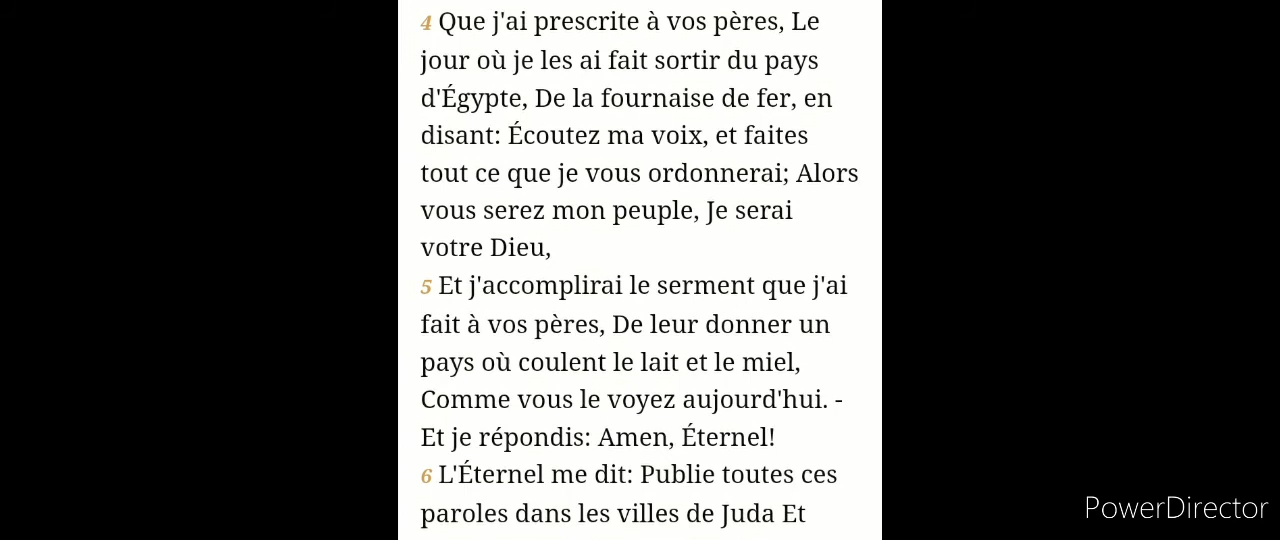 4 Que j'ai prescrite à vos pères, Le
jour où je les ai fait sortir du pays
d'Égypte, De la fournaise de fer, en
disant: Écoutez ma voix, et faites
tout ce que je vous ordonnerai; Alors
vous serez mon peuple, Je serai
votre Dieu,
5 Et j'accomplirai le serment que j'ai
fait à vos pères, De leur donner un
pays où coulent le lait et le miel,
Comme vous le voyez aujourd'hui. -
Et je répondis: Amen, Éternel!
6 L'Éternel me dit: Publie toutes ces
paroles dans les villes de Juda Et
PowerDirector